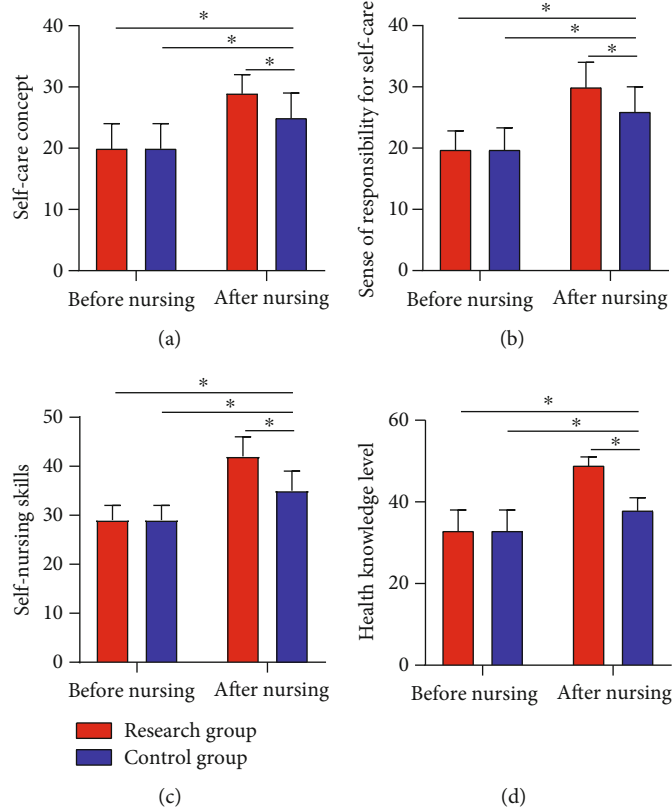 *
*
*
Self-care concept
40
30
20
10
0
Before nursing After nursing
(a)
*
*
*
Sense of responsibility for self-care
40
30
20
10
0
Before nursing After nursing
(b)
*
*
*
Self-nursing skills
50
40
30
20
10
0
Before nursing After nursing
Research group
Control group
(c)
*
*
*
Health knowledge level
60
40
20
0
Before nursing After nursing
(d)